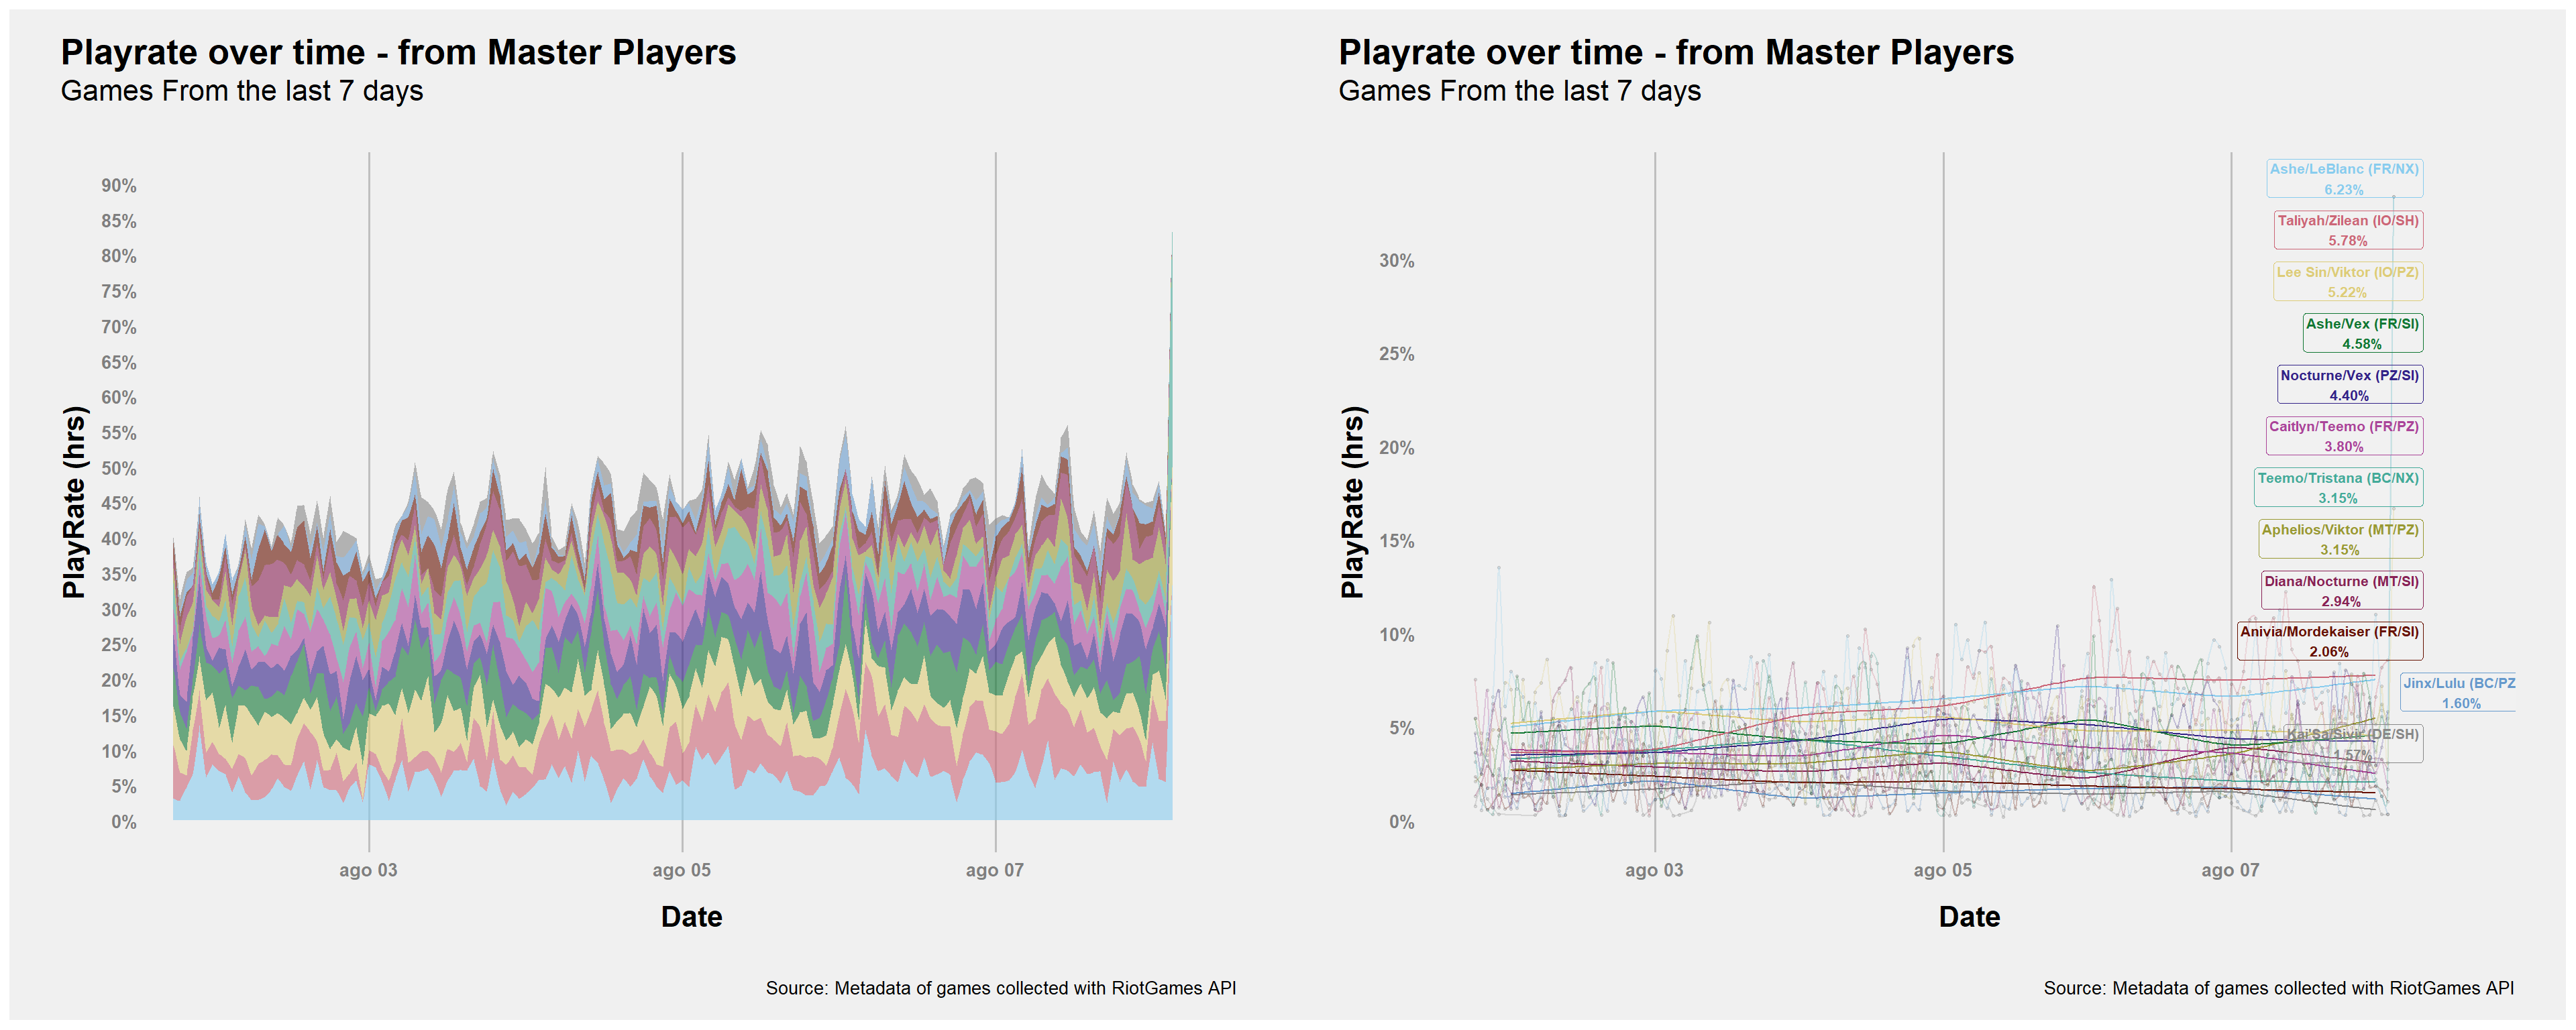 Playrate over time - from Master Players
Games From the last 7 days
90%
85%
80%
75%
70%
65%
60%
55%
50%
45%
40%
35%
30%
25%
20%
15%
10%
5%
0%
PlayRate (hrs)
ago 03
ago 05
ago 07
Date
Source: Metadata of games collected with RiotGames API
Playrate over time - from Master Players
Games From the last 7 days
30%
25%
20%
15%
10%
5%
0%
PlayRate (hrs)
Ashe/LeBlanc (FR/NX)
6.23%
Taliyah/Zilean (IO/SH)
5.78%
Lee Sin/Viktor (IO/PZ)
5.22%
Ashe/Vex (FR/SI)
4.58%
Nocturne/Vex (PZ/SI)
4.40%
Caitlyn/Teemo (FR/PZ)
3.80%
Teemo/Tristana (BC/NX)
3.15%
Aphelios/Viktor (MT/PZ)
3.15%
Diana/Nocturne (MT/SI)
2.94%
Anivia/Mordekaiser (FR/SI)
2.06%
Jinx/Lulu (BC/PZ
1.60%
Kai'Sa/Sivir (DE/SH)
1.57%
ago 03
ago 05
ago 07
Date
Source: Metadata of games collected with RiotGames API